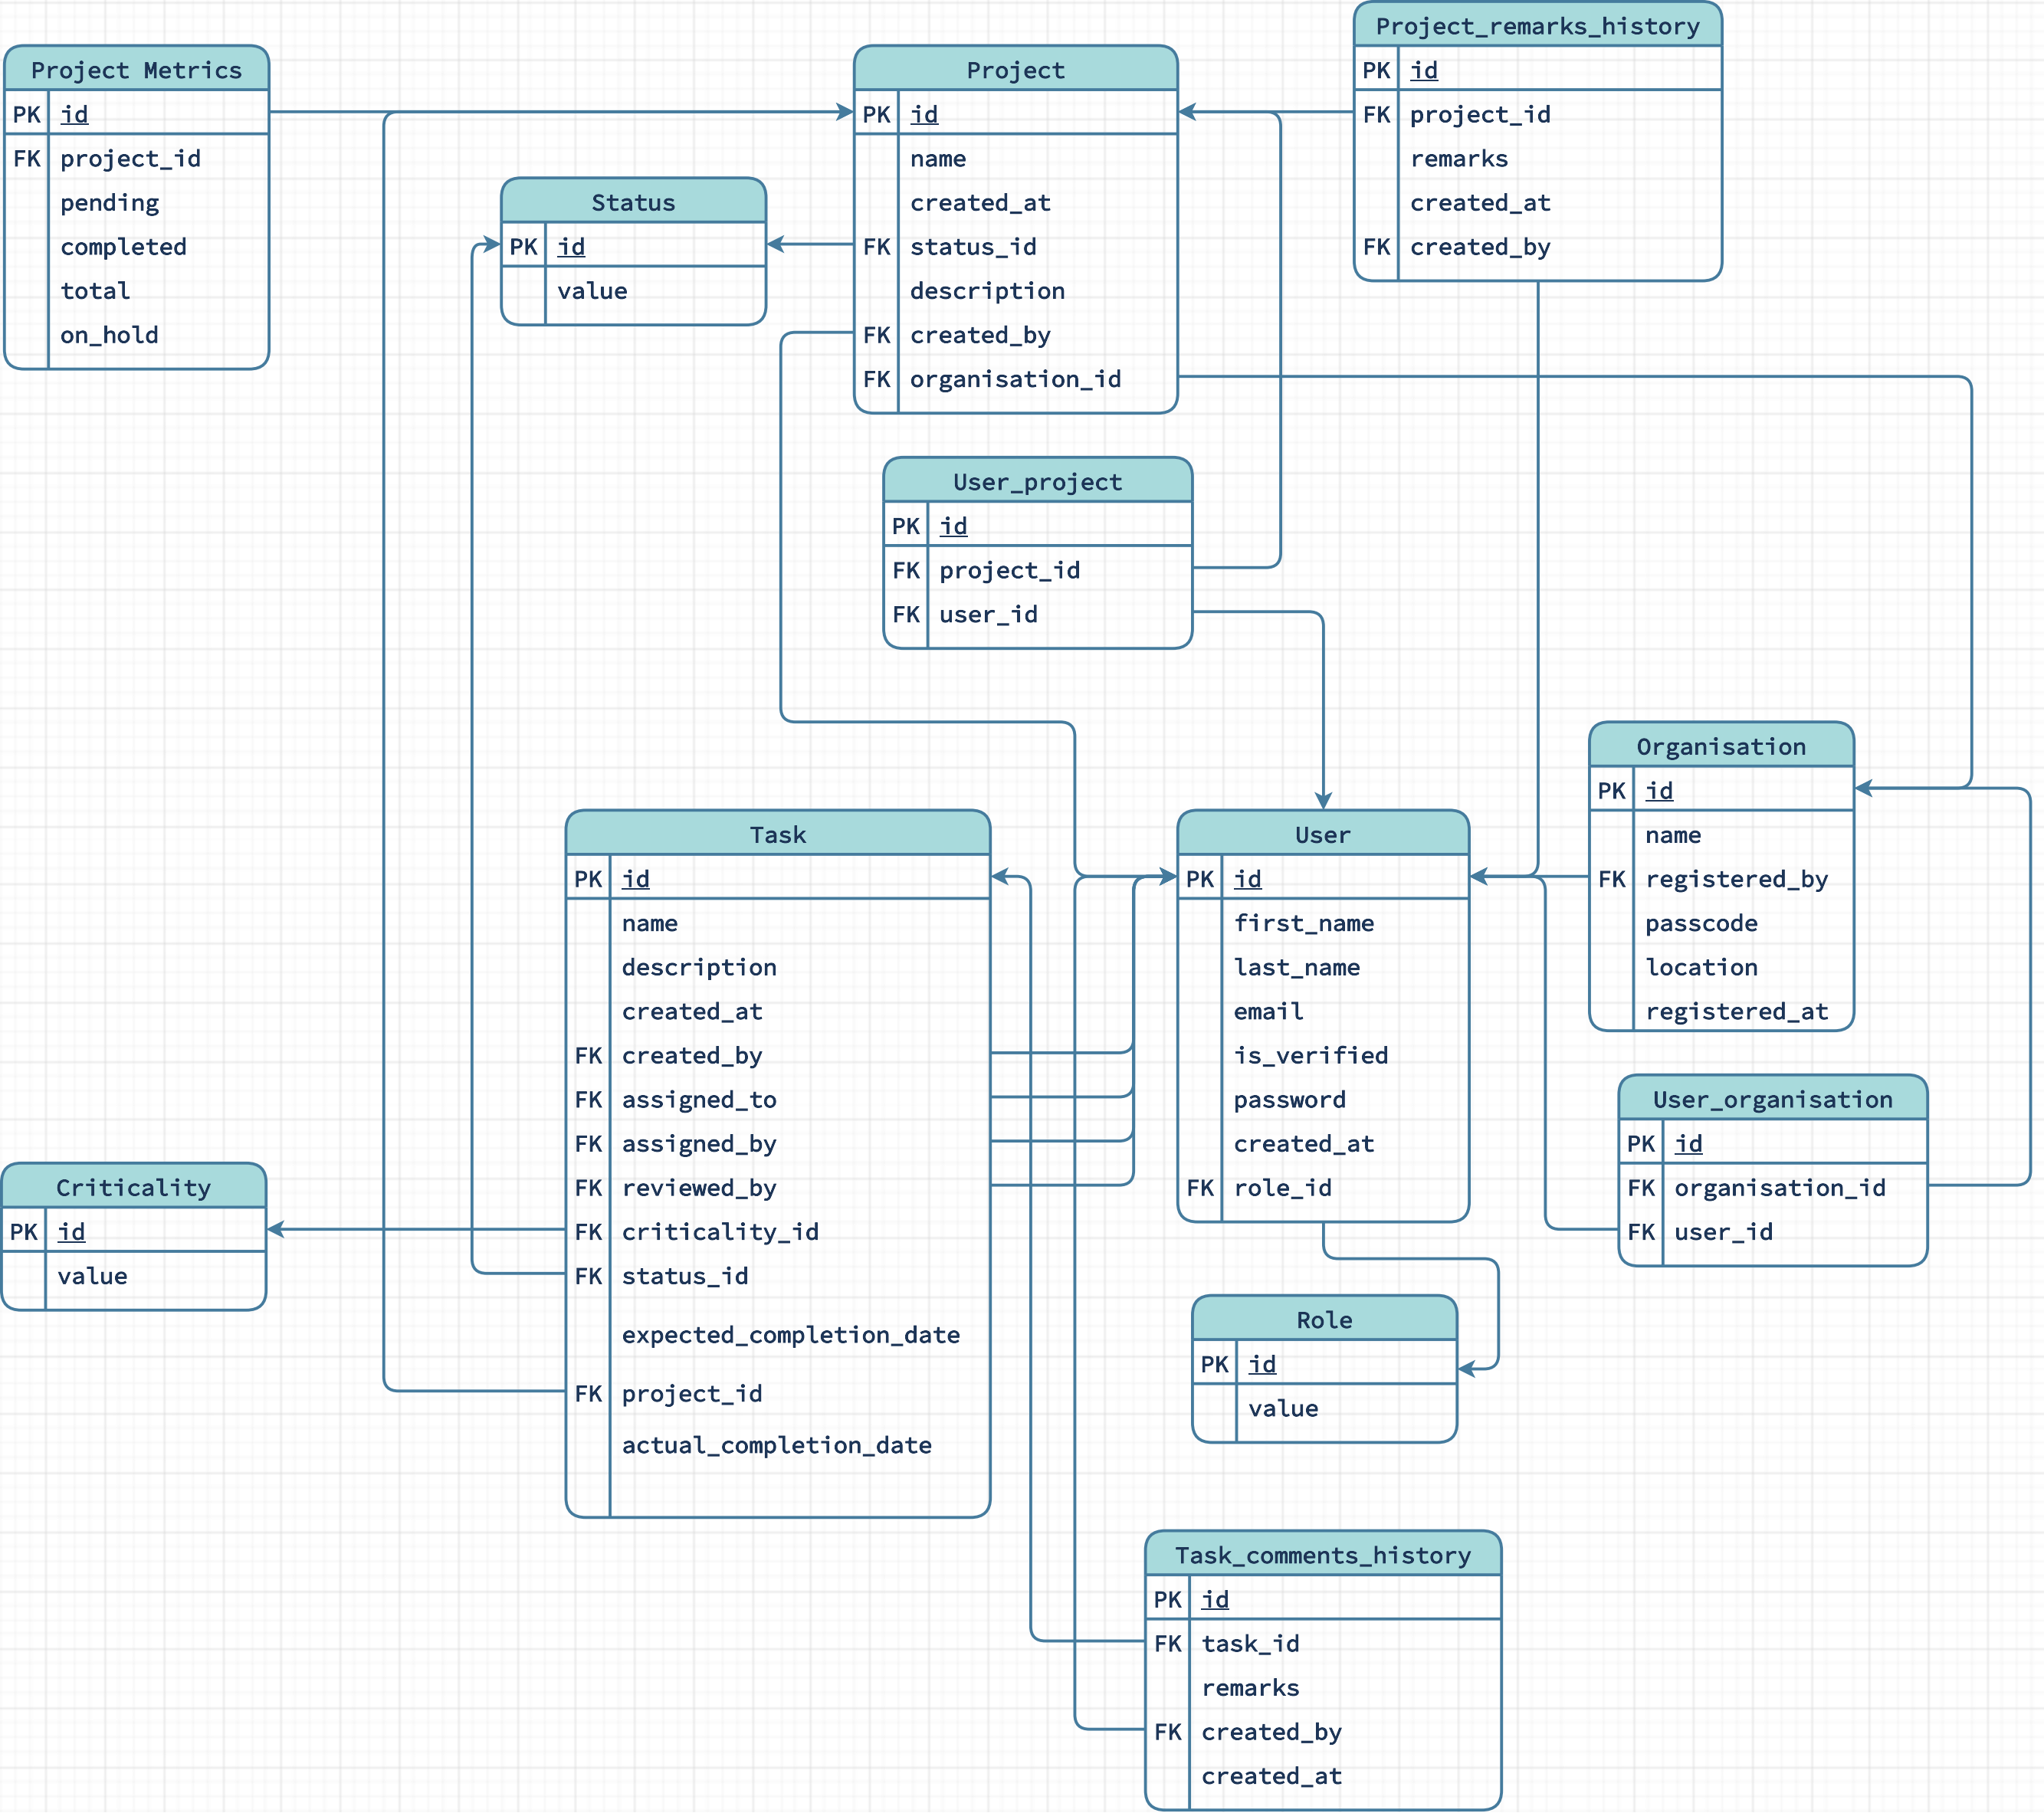 Project Metrics
PK id
FK project_id
pending
completed
total
on_hold
Status
PK id
value
Project
PK id
name
created_at
FK status_id
description
FK created_by
FK organisation_id
Project_remarks_history
PK id
FK project_id
remarks
created_at
FK created_by
User_project
PK id
FK project_id
FK user_id
Organisation
PK id
name
FK registered_by
passcode
location
registered_at
Task
PK id
name
description
created_at
FK created_by
FK assigned_to
FK assigned_by
FK reviewed_by
FK criticality_id
FK status_id
expected_completion_date
FK project_id
actual_completion_date
User
PK id
first_name
last_name
email
is_verified
password
created_at
FK role_id
User_organisation
PK id
FK organisation_id
FK user_id
Criticality
PK id
value
Role
PK id
value
Task_comments_history
PK id
FK task_id
remarks
FK created_by
created_at